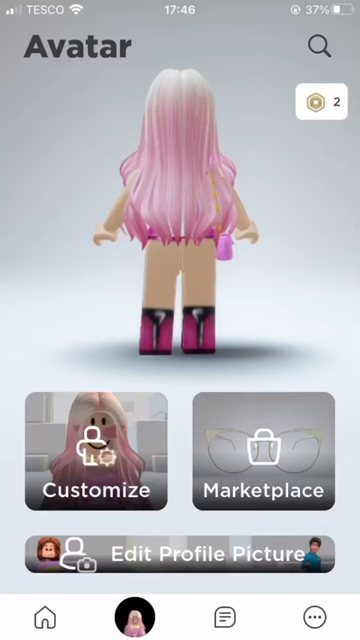 TESCO 17:46 37%
Avatar
2
Customize
Marketplace
Edit Profile Picture